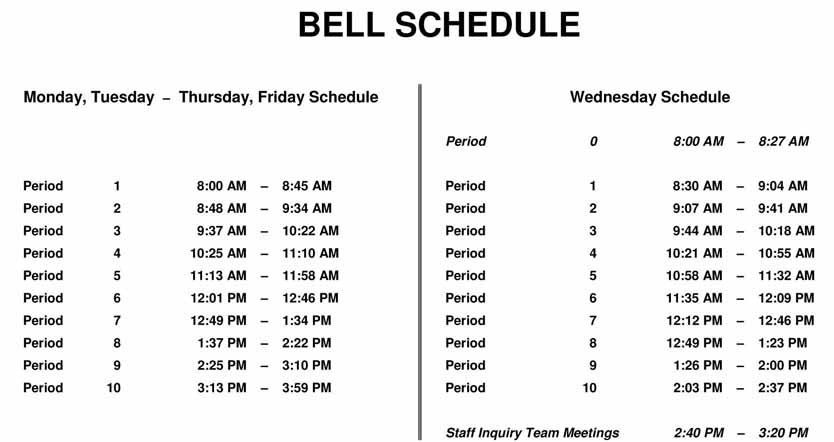 BELL SCHEDULE
Monday, Tuesday – Thursday, Friday Schedule
Period 1 8:00 AM – 8:45 AM
Period 2 8:48 AM – 9:34 AM
Period 3 9:37 AM – 10:22 AM
Period 4 10:25 AM – 11:10 AM
Period 5 11:13 AM – 11:58 AM
Period 6 12:01 PM – 12:46 PM
Period 7 12:49 PM – 1:34 PM
Period 8 1:37 PM – 2:22 PM
Period 9 2:25 PM – 3:10 PM
Period 10 3:13 PM – 3:59 PM
Wednesday Schedule
Period 0 8:00 AM – 8:27 AM
Period 1 8:30 AM – 9:04 AM
Period 2 9:07 AM – 9:41 AM
Period 3 9:44 AM – 10:18 AM
Period 4 10:21 AM – 10:55 AM
Period 5 10:58 AM – 11:32 AM
Period 6 11:35 AM – 12:09 PM
Period 7 12:12 PM – 12:46 PM
Period 8 12:49 PM – 1:23 PM
Period 9 1:26 PM – 2:00 PM
Period 10 2:03 PM – 2:37 PM
Staff Inquiry Team Meetings 2:40 PM – 3:20 PM